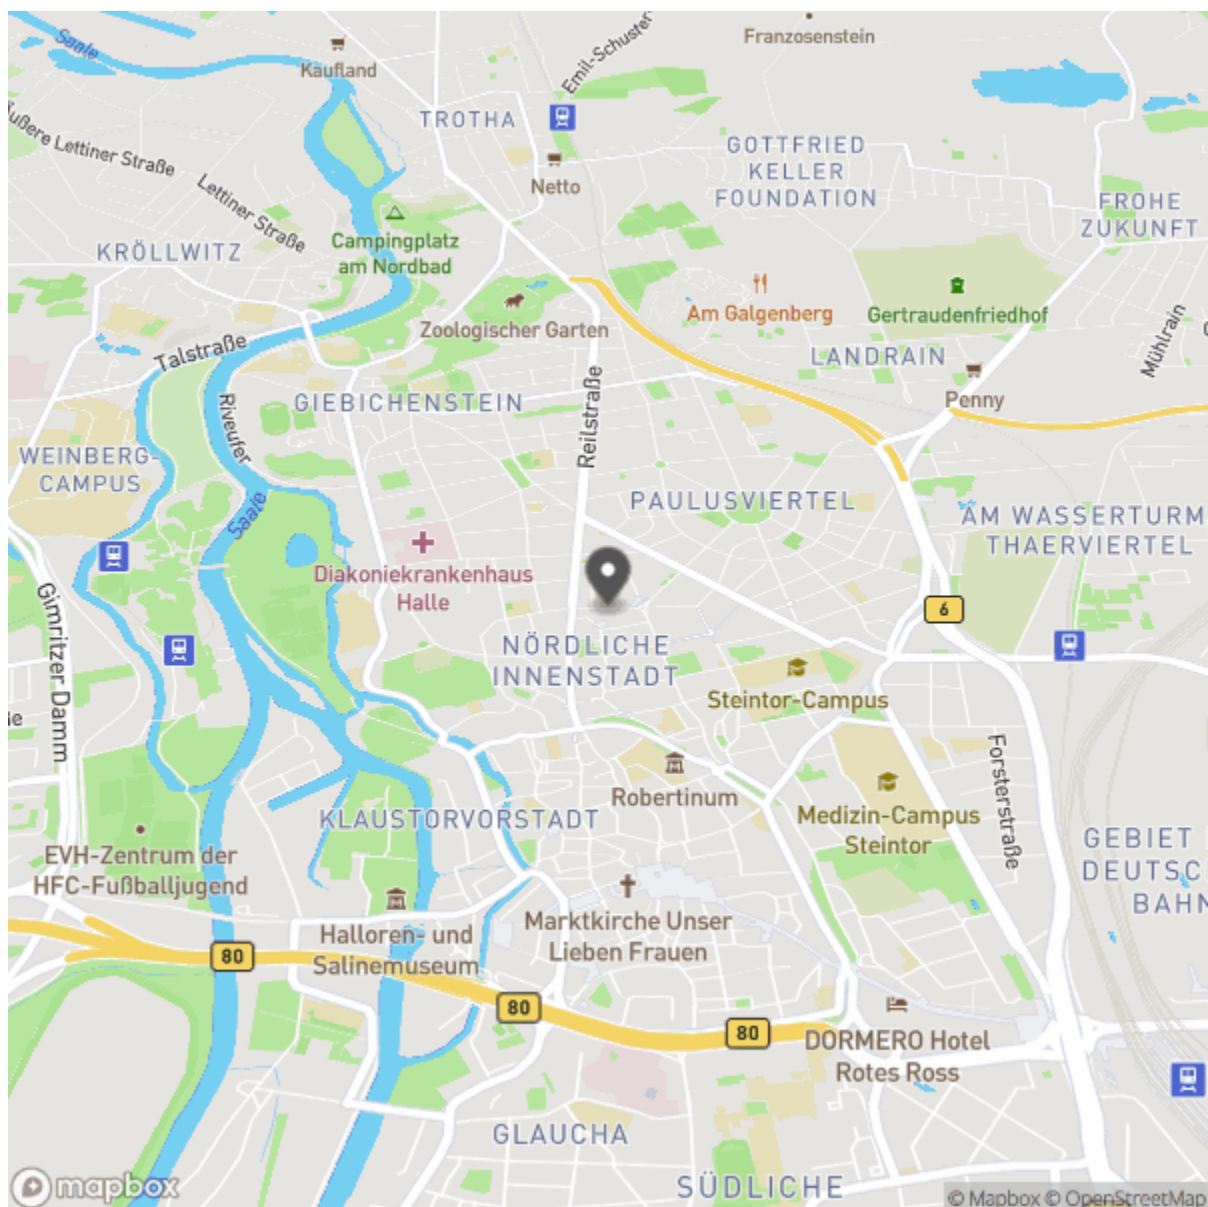 Saale
Kaufland
Emil-Schuster
Franzosenstein
TROTHA
Äußere Lettiner Straße
Lettiner Straße
Netto
GOTTFRIED
KELLER
FOUNDATION
FROHE
ZUKUNFT
KRÖLLWITZ
Campingplatz
am Nordbad
Zoologischer Garten
Am Galgenberg
Gertraudenfriedhof
Mühlrain
Talstraße
LANDRAIN
Penny
Riveufer
GIEBICHENSTEIN
Reilstraße
WEINBERG-
CAMPUS
Saale
PAULUSVIERTEL
AM WASSERTURM
THAERVIERTEL
Diakoniekrankenhaus
Halle
Gimritzer Damm
6
NÖRDLICHE
INNENSTADT
Steintor-Campus
Forsterstraße
Robertinum
Medizin-Campus
Steintor
KLAUSTORVORSTADT
EVH-Zentrum der
HFC-Fußballjugend
GEBIET
DEUTSC
BAHN
Halloren- und
Salinemuseum
Marktkirche Unser
Lieben Frauen
80
80
80
DORMERO Hotel
Rotes Ross
GLAUCHA
SÜDLICHE
mapbox
© Mapbox © OpenStreetMap